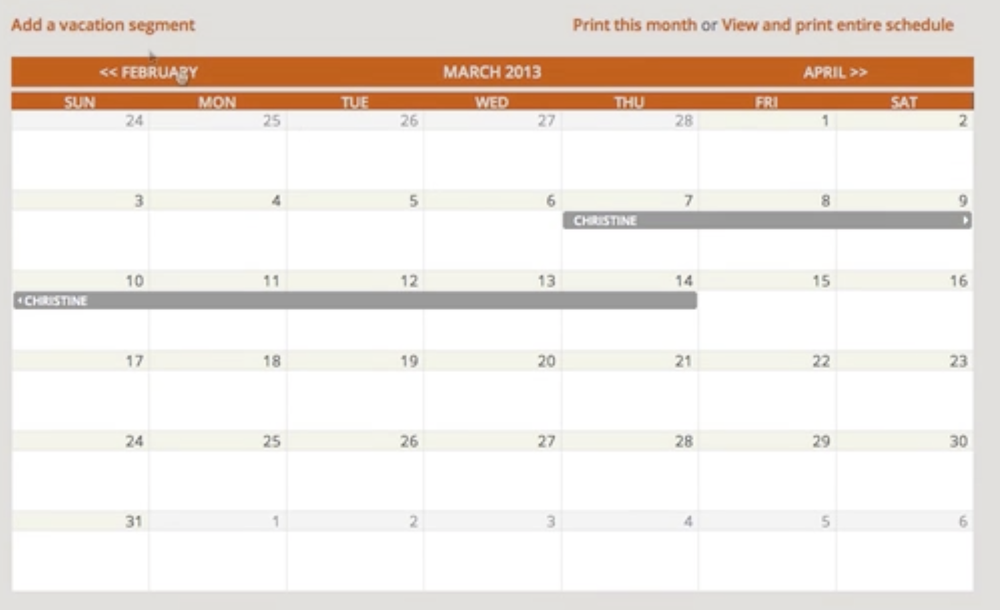 Add a vacation segment
Print this month or View and print entire schedule
<< FEBRUARY MARCH 2013 APRIL >>
SUN MON TUE WED THU FRI SAT
24 25 26 27 28 1 2
3 4 5 6 7 8 9
CHRISTINE
10 11 12 13 14 15 16
CHRISTINE
17 18 19 20 21 22 23
24 25 26 27 28 29 30
31 1 2 3 4 5 6